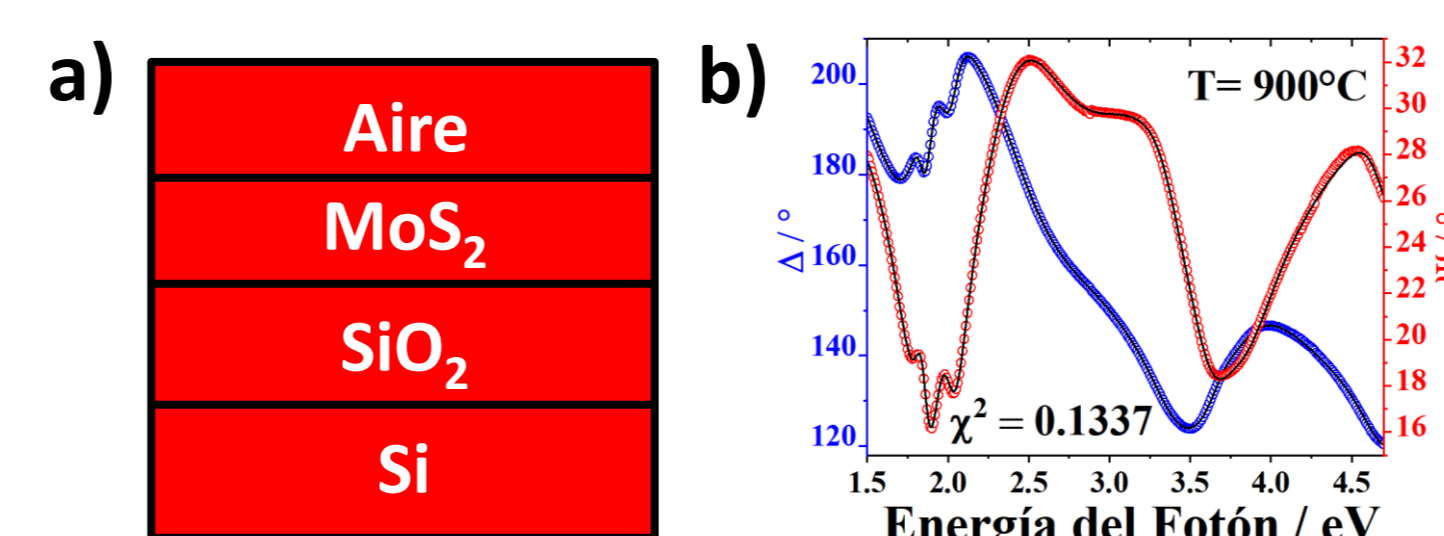 a)
Aire
MoS₂
SiO₂
Si
b)
T= 900°C
χ² = 0.1337
200
180
160
140
120
Δ / °
32
30
28
26
24
22
20
18
16
1.5 2.0 2.5 3.0 3.5 4.0 4.5
Energía del Fotón / eV